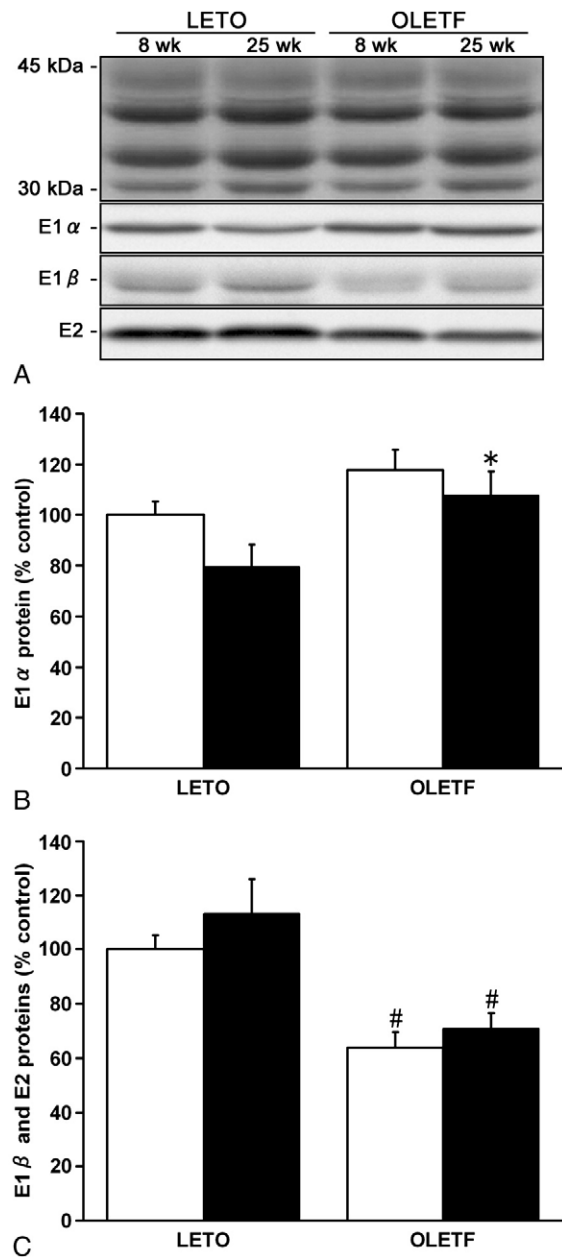 LETO OLETF
8 wk 25 wk 8 wk 25 wk
45 kDa -
30 kDa -
E1 α -
E1 β -
E2 -
A
E1 α protein (% control)
140
120
100
80
60
40
20
0
*
LETO OLETF
B
E1 β and E2 proteins (% control)
140
120
100
80
60
40
20
0
# #
LETO OLETF
C